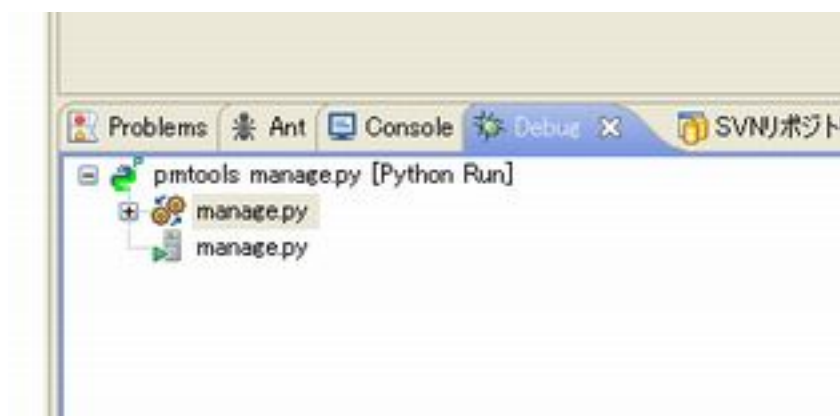 Problems Ant Console Debug SVNリポジト
pmtools manage.py [Python Run]
manage.py
manage.py